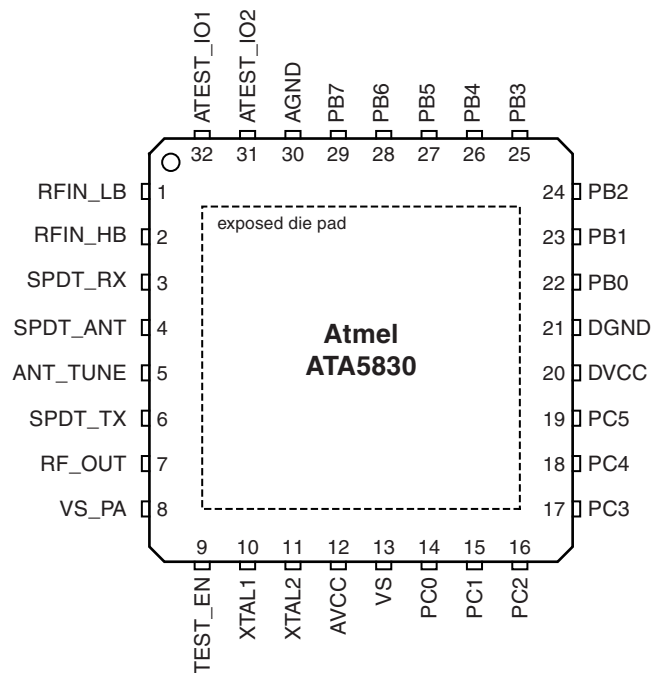 ATEST_IO1
ATEST_IO2
AGND
PB7
PB6
PB5
PB4
PB3
32 31 30 29 28 27 26 25
RFIN_LB 1
24 PB2
exposed die pad
RFIN_HB 2
23 PB1
SPDT_RX 3
22 PB0
SPDT_ANT 4
21 DGND
Atmel
ATA5830
ANT_TUNE 5
20 DVCC
SPDT_TX 6
19 PC5
RF_OUT 7
18 PC4
VS_PA 8
17 PC3
9 10 11 12 13 14 15 16
TEST_EN
XTAL1
XTAL2
AVCC
VS
PC0
PC1
PC2